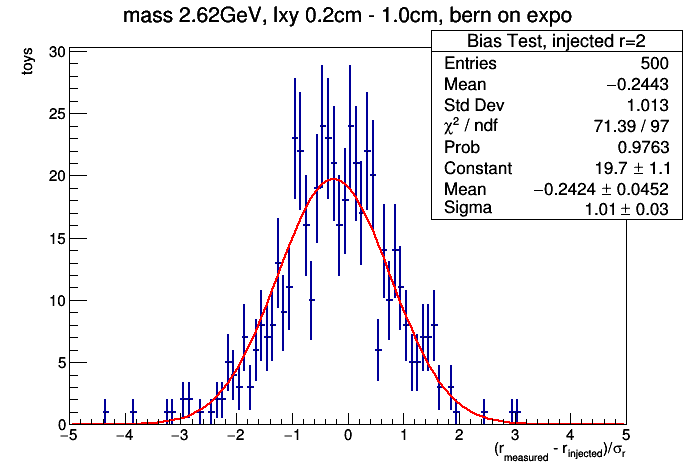 mass 2.62GeV, lxy 0.2cm - 1.0cm, bern on expo
toys
Bias Test, injected r=2
Entries 500
Mean −0.2443
Std Dev 1.013
χ² / ndf 71.39 / 97
Prob 0.9763
Constant 19.7 ± 1.1
Mean −0.2424 ± 0.0452
Sigma 1.01 ± 0.03
30
25
20
15
10
5
0
−5 −4 −3 −2 −1 0 1 2 3 4 5
(r_measured - r_injected)/σ_r